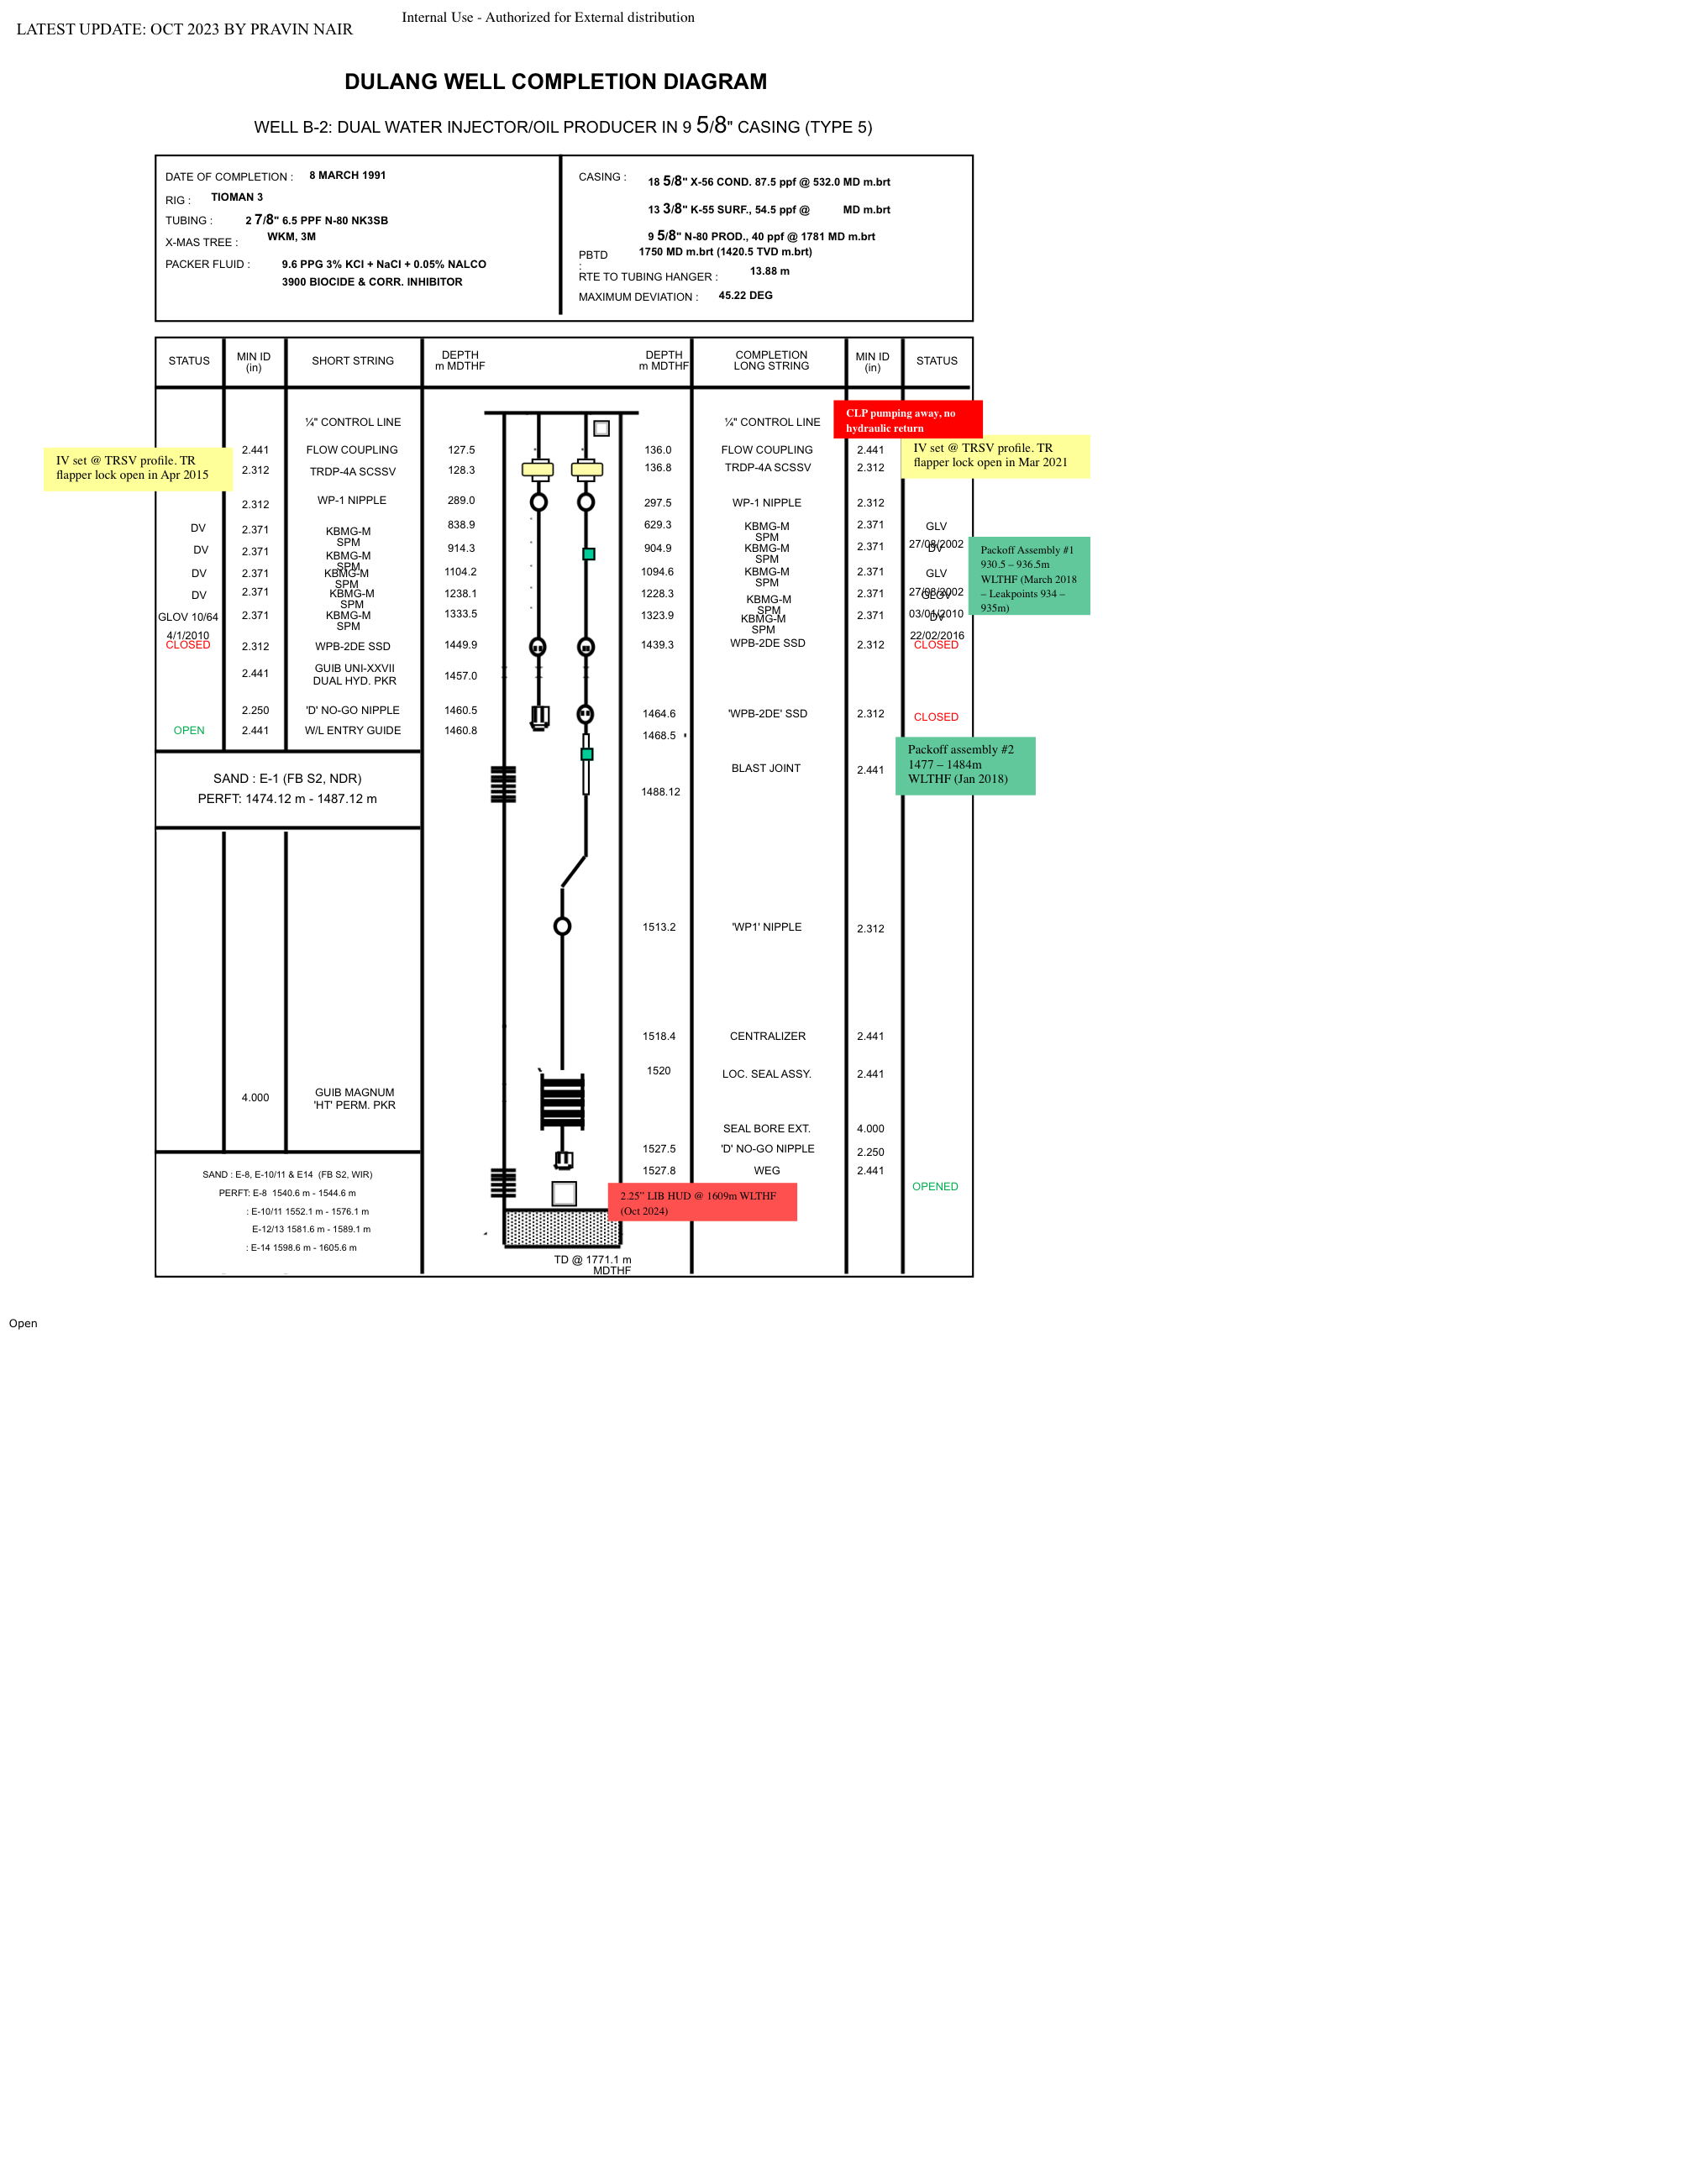 Internal Use - Authorized for External distribution
LATEST UPDATE: OCT 2023 BY PRAVIN NAIR
DULANG WELL COMPLETION DIAGRAM
WELL B-2: DUAL WATER INJECTOR/OIL PRODUCER IN 9 5/8" CASING (TYPE 5)
DATE OF COMPLETION : 8 MARCH 1991
RIG : TIOMAN 3
TUBING : 2 7/8" 6.5 PPF N-80 NK3SB
X-MAS TREE : WKM, 3M
PACKER FLUID : 9.6 PPG 3% KCl + NaCl + 0.05% NALCO
3900 BIOCIDE & CORR. INHIBITOR
CASING : 18 5/8" X-56 COND. 87.5 ppf @ 532.0 MD m.brt
13 3/8" K-55 SURF., 54.5 ppf @ MD m.brt
9 5/8" N-80 PROD., 40 ppf @ 1781 MD m.brt
PBTD : 1750 MD m.brt (1420.5 TVD m.brt)
RTE TO TUBING HANGER : 13.88 m
MAXIMUM DEVIATION : 45.22 DEG
STATUS MIN ID (in) SHORT STRING DEPTH m MDTHF DEPTH m MDTHF COMPLETION LONG STRING MIN ID (in) STATUS
¼" CONTROL LINE ¼" CONTROL LINE
CLP pumping away, no
hydraulic return
IV set @ TRSV profile. TR
flapper lock open in Apr 2015
IV set @ TRSV profile. TR
flapper lock open in Mar 2021
2.441 FLOW COUPLING 127.5 136.0 FLOW COUPLING 2.441
2.312 TRDP-4A SCSSV 128.3 136.8 TRDP-4A SCSSV 2.312
2.312 WP-1 NIPPLE 289.0 297.5 WP-1 NIPPLE 2.312
DV 2.371 KBMG-M SPM 838.9 629.3 KBMG-M SPM 2.371 GLV 27/08/2002
DV 2.371 KBMG-M SPM 914.3 904.9 KBMG-M SPM 2.371 DV
DV 2.371 KBMG-M SPM 1104.2 1094.6 KBMG-M SPM 2.371 GLV 27/08/2002
DV 2.371 KBMG-M SPM 1238.1 1228.3 KBMG-M SPM 2.371 GLOV 03/01/2010
GLOV 10/64 4/1/2010 2.371 KBMG-M SPM 1333.5 1323.9 KBMG-M SPM 2.371 DV 22/02/2016
Packoff Assembly #1
930.5 – 936.5m
WLTHF (March 2018
– Leakpoints 934 –
935m)
CLOSED 2.312 WPB-2DE SSD 1449.9 1439.3 WPB-2DE SSD 2.312 CLOSED
2.441 GUIB UNI-XXVII DUAL HYD. PKR 1457.0
2.250 'D' NO-GO NIPPLE 1460.5 1464.6 'WPB-2DE' SSD 2.312 CLOSED
OPEN 2.441 W/L ENTRY GUIDE 1460.8 1468.5
Packoff assembly #2
1477 – 1484m
WLTHF (Jan 2018)
BLAST JOINT 2.441
1488.12
SAND : E-1 (FB S2, NDR)
PERFT: 1474.12 m - 1487.12 m
1513.2 'WP1' NIPPLE 2.312
1518.4 CENTRALIZER 2.441
1520 LOC. SEAL ASSY. 2.441
4.000 GUIB MAGNUM
'HT' PERM. PKR
SEAL BORE EXT. 4.000
1527.5 'D' NO-GO NIPPLE 2.250
1527.8 WEG 2.441
OPENED
SAND : E-8, E-10/11 & E14 (FB S2, WIR)
PERFT: E-8 1540.6 m - 1544.6 m
: E-10/11 1552.1 m - 1576.1 m
E-12/13 1581.6 m - 1589.1 m
: E-14 1598.6 m - 1605.6 m
2.25" LIB HUD @ 1609m WLTHF
(Oct 2024)
TD @ 1771.1 m
MDTHF
Open